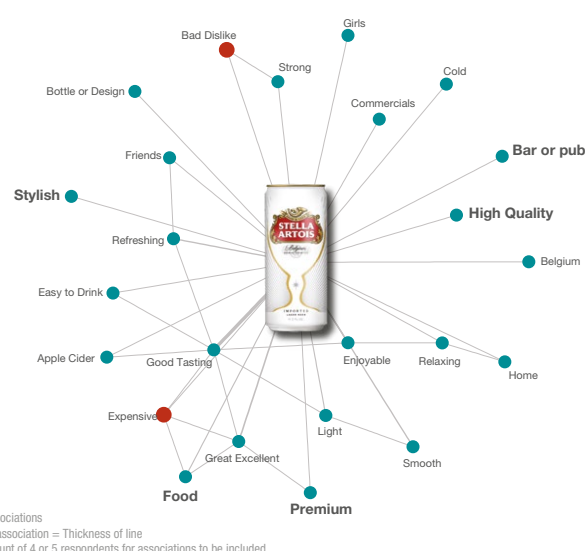 Girls
Bad Dislike
Strong
Cold
Bottle or Design
Commercials
Friends
Bar or pub
Stylish
High Quality
STELLA
ARTOIS
Refreshing
Belgium
Easy to Drink
IMPORTED
Apple Cider
Good Tasting
Enjoyable
Relaxing
Home
Expensive
Light
Great Excellent
Smooth
Food
Premium
ociations
association = Thickness of line
unt of 4 or 5 respondents for associations to be included